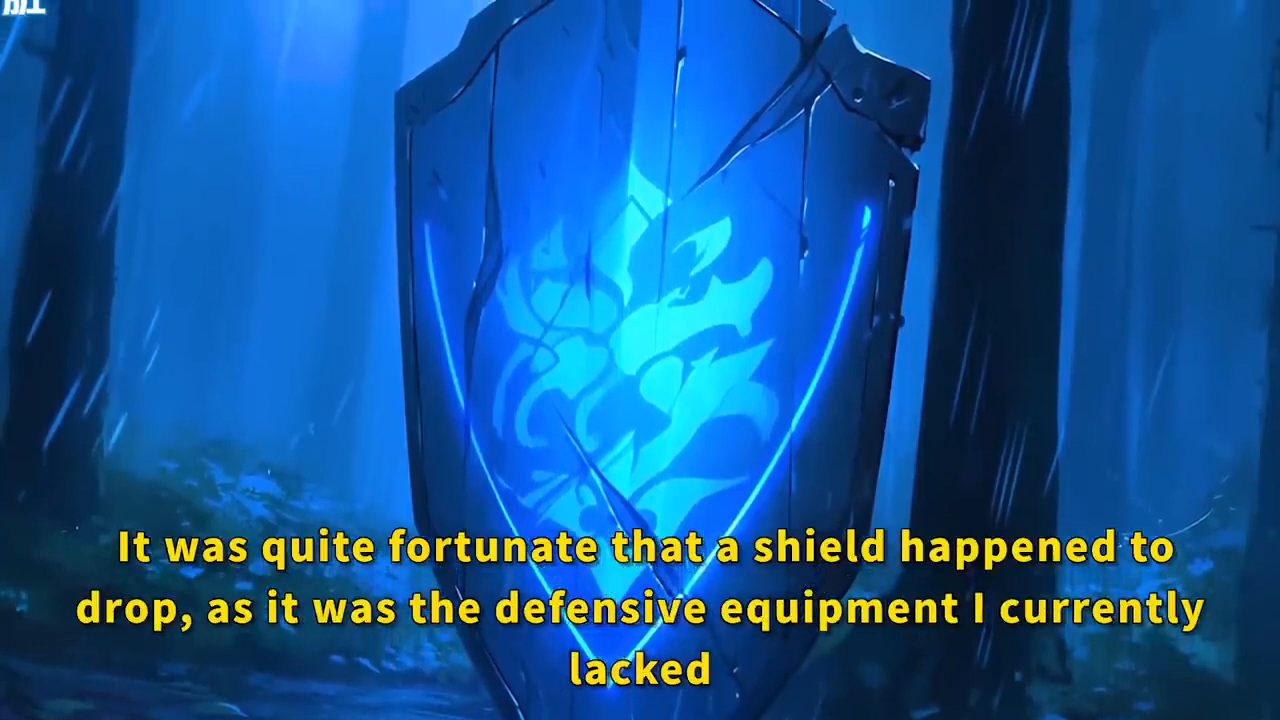 It was quite fortunate that a shield happened to
drop, as it was the defensive equipment I currently
lacked